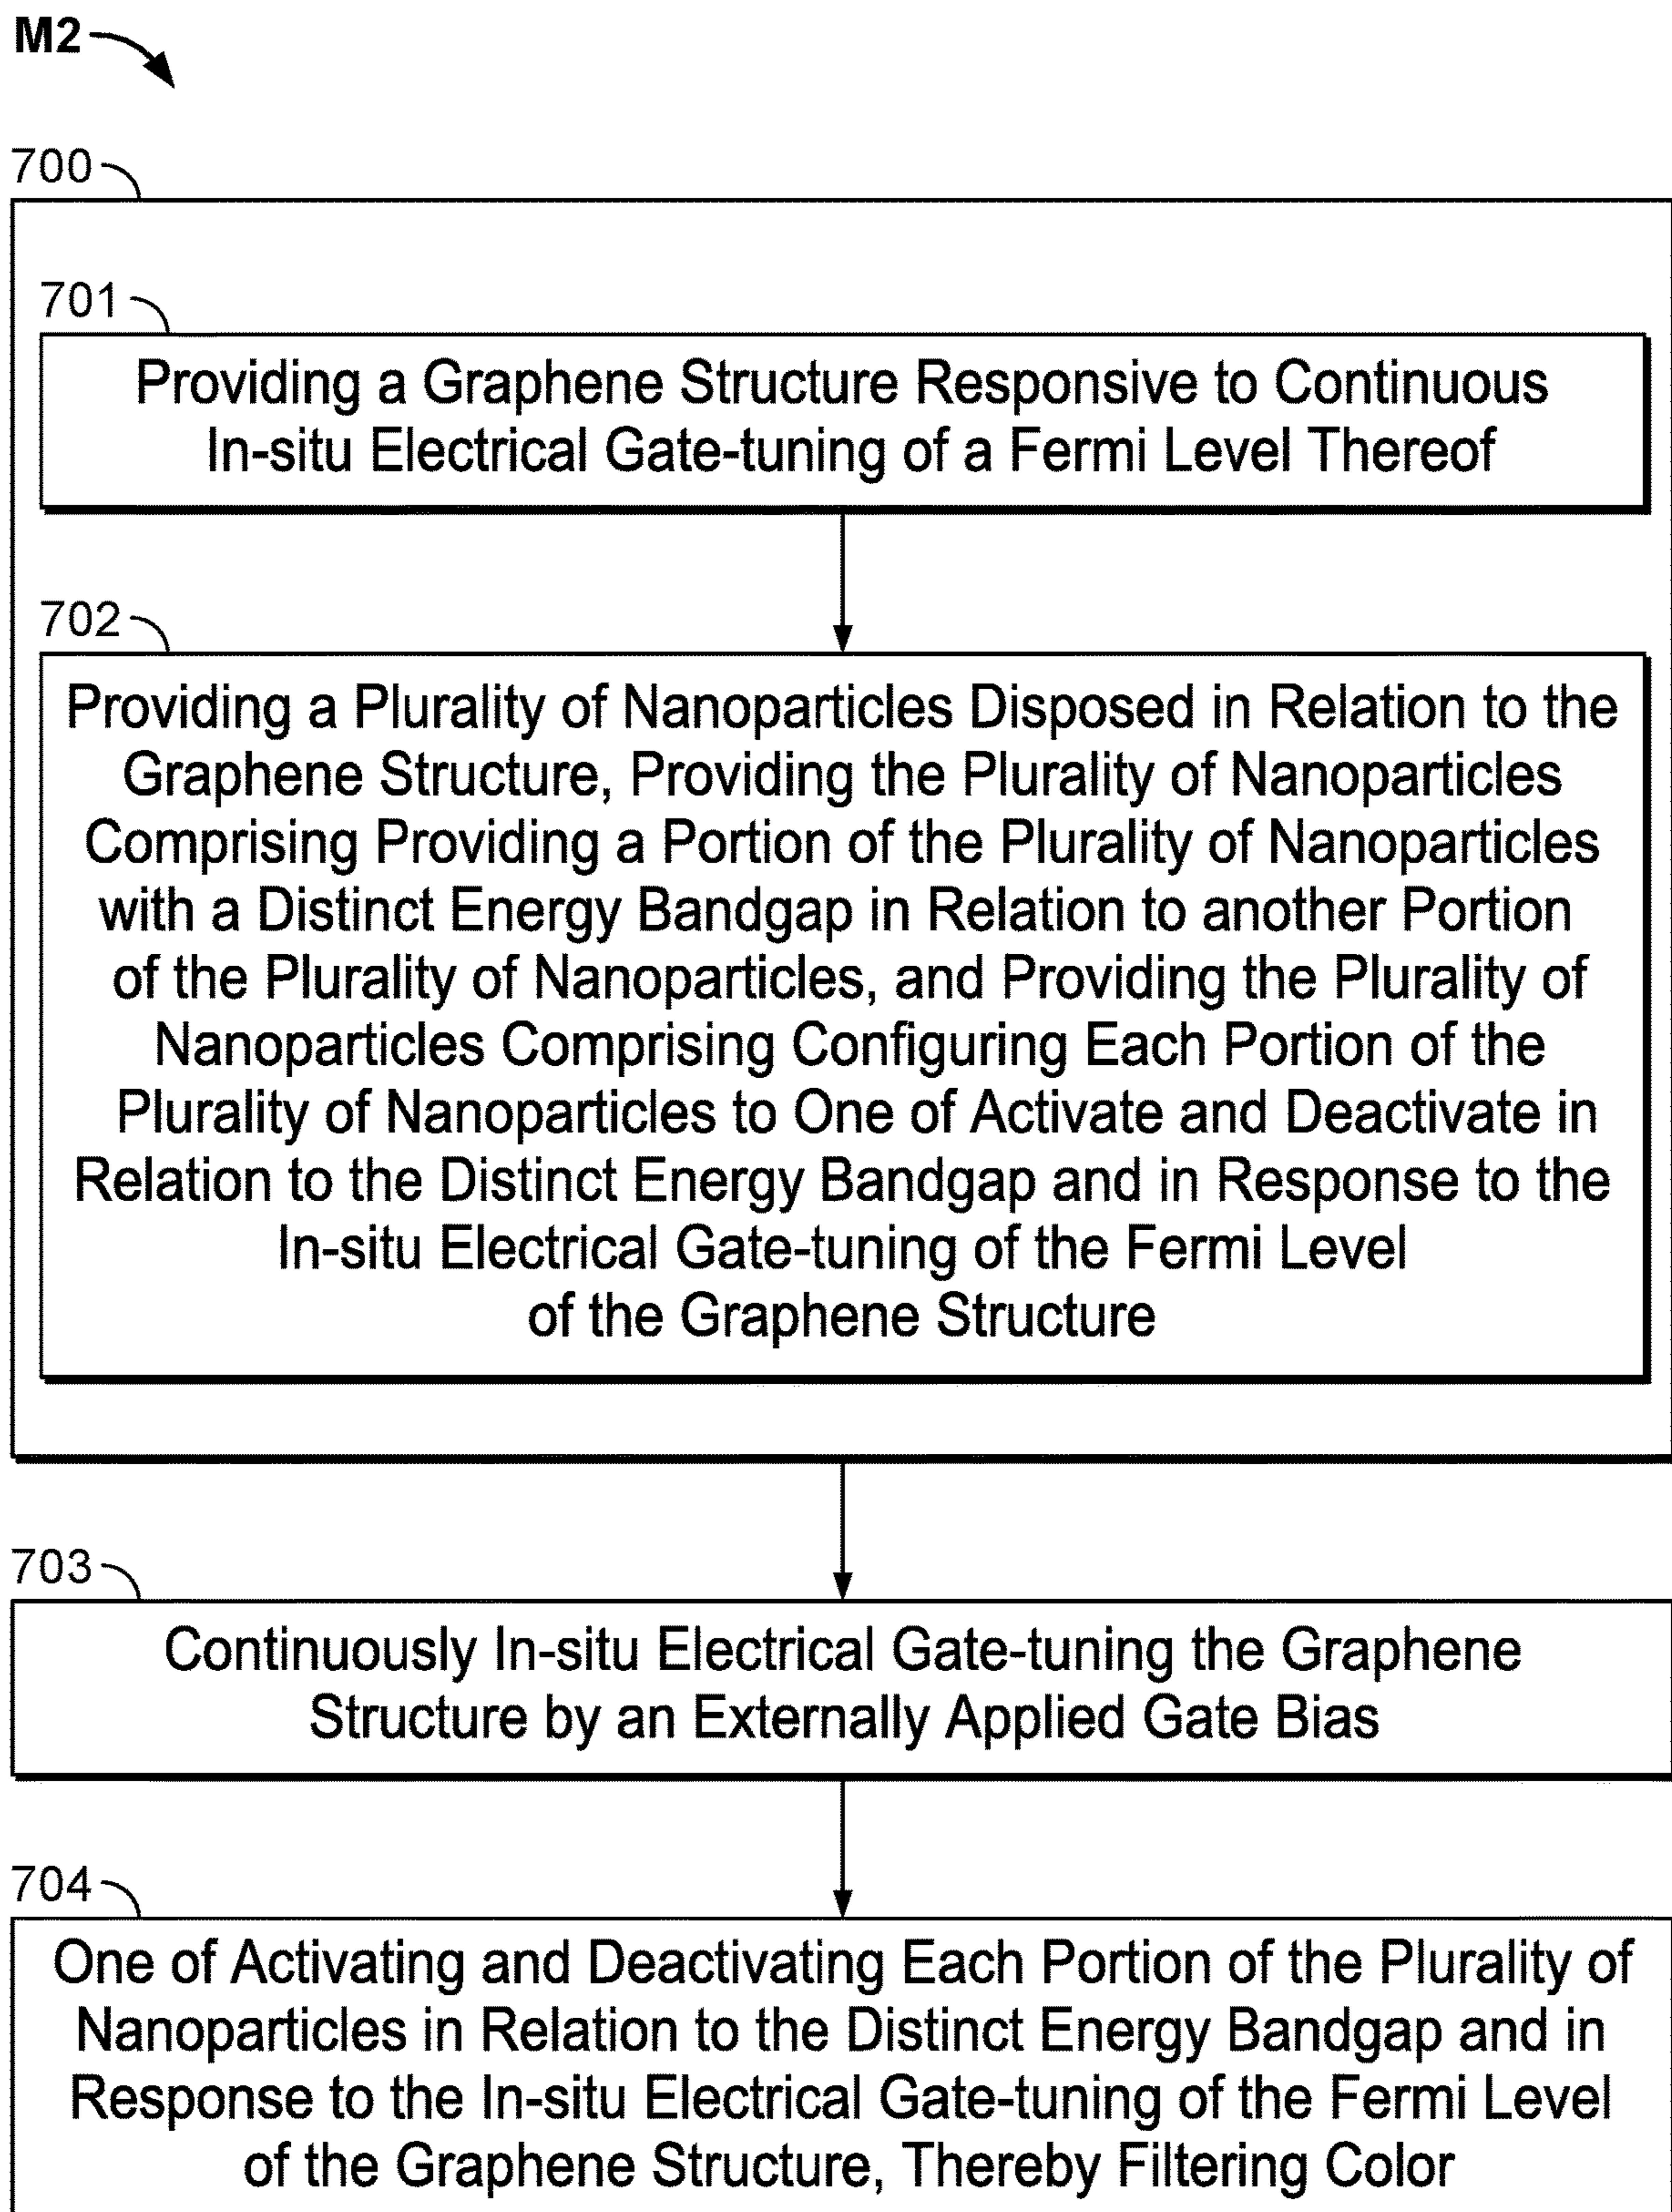 M2
700
701
Providing a Graphene Structure Responsive to Continuous
In-situ Electrical Gate-tuning of a Fermi Level Thereof
702
Providing a Plurality of Nanoparticles Disposed in Relation to the
Graphene Structure, Providing the Plurality of Nanoparticles
Comprising Providing a Portion of the Plurality of Nanoparticles
with a Distinct Energy Bandgap in Relation to another Portion
of the Plurality of Nanoparticles, and Providing the Plurality of
Nanoparticles Comprising Configuring Each Portion of the
Plurality of Nanoparticles to One of Activate and Deactivate in
Relation to the Distinct Energy Bandgap and in Response to the
In-situ Electrical Gate-tuning of the Fermi Level
of the Graphene Structure
703
Continuously In-situ Electrical Gate-tuning the Graphene
Structure by an Externally Applied Gate Bias
704
One of Activating and Deactivating Each Portion of the Plurality of
Nanoparticles in Relation to the Distinct Energy Bandgap and in
Response to the In-situ Electrical Gate-tuning of the Fermi Level
of the Graphene Structure, Thereby Filtering Color